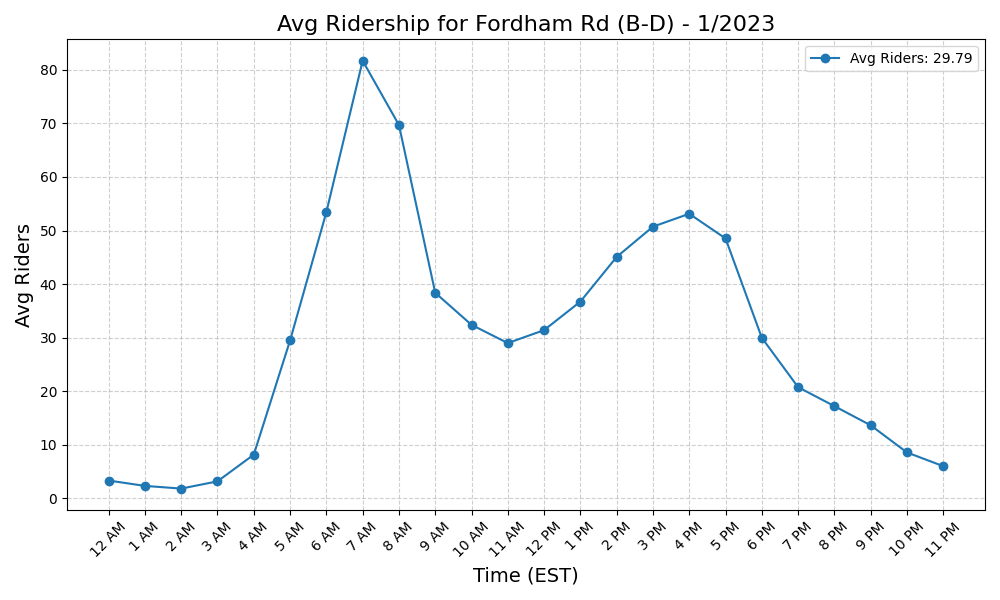 Avg Ridership for Fordham Rd (B-D) - 1/2023
Avg Riders: 29.79
Avg Riders
80
70
60
50
40
30
20
10
0
12 AM
1 AM
2 AM
3 AM
4 AM
5 AM
6 AM
7 AM
8 AM
9 AM
10 AM
11 AM
12 PM
1 PM
2 PM
3 PM
4 PM
5 PM
6 PM
7 PM
8 PM
9 PM
10 PM
11 PM
Time (EST)